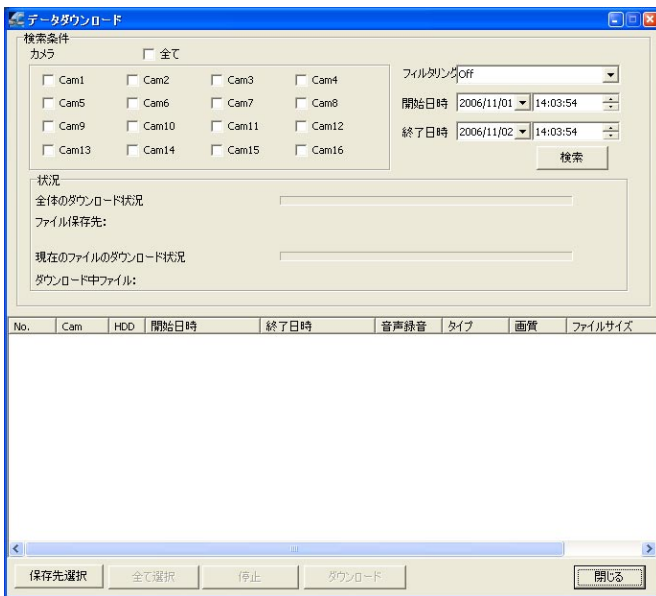 データダウンロード
検索条件
カメラ 全て
Cam1 Cam2 Cam3 Cam4
Cam5 Cam6 Cam7 Cam8
Cam9 Cam10 Cam11 Cam12
Cam13 Cam14 Cam15 Cam16
フィルタリング Off
開始日時 2006/11/01 14:03:54
終了日時 2006/11/02 14:03:54
検索
状況
全体のダウンロード状況
ファイル保存先:
現在のファイルのダウンロード状況
ダウンロード中ファイル:
No. Cam HDD 開始日時 終了日時 音声録音 タイプ 画質 ファイルサイズ
保存先選択 全て選択 停止 ダウンロード 閉じる